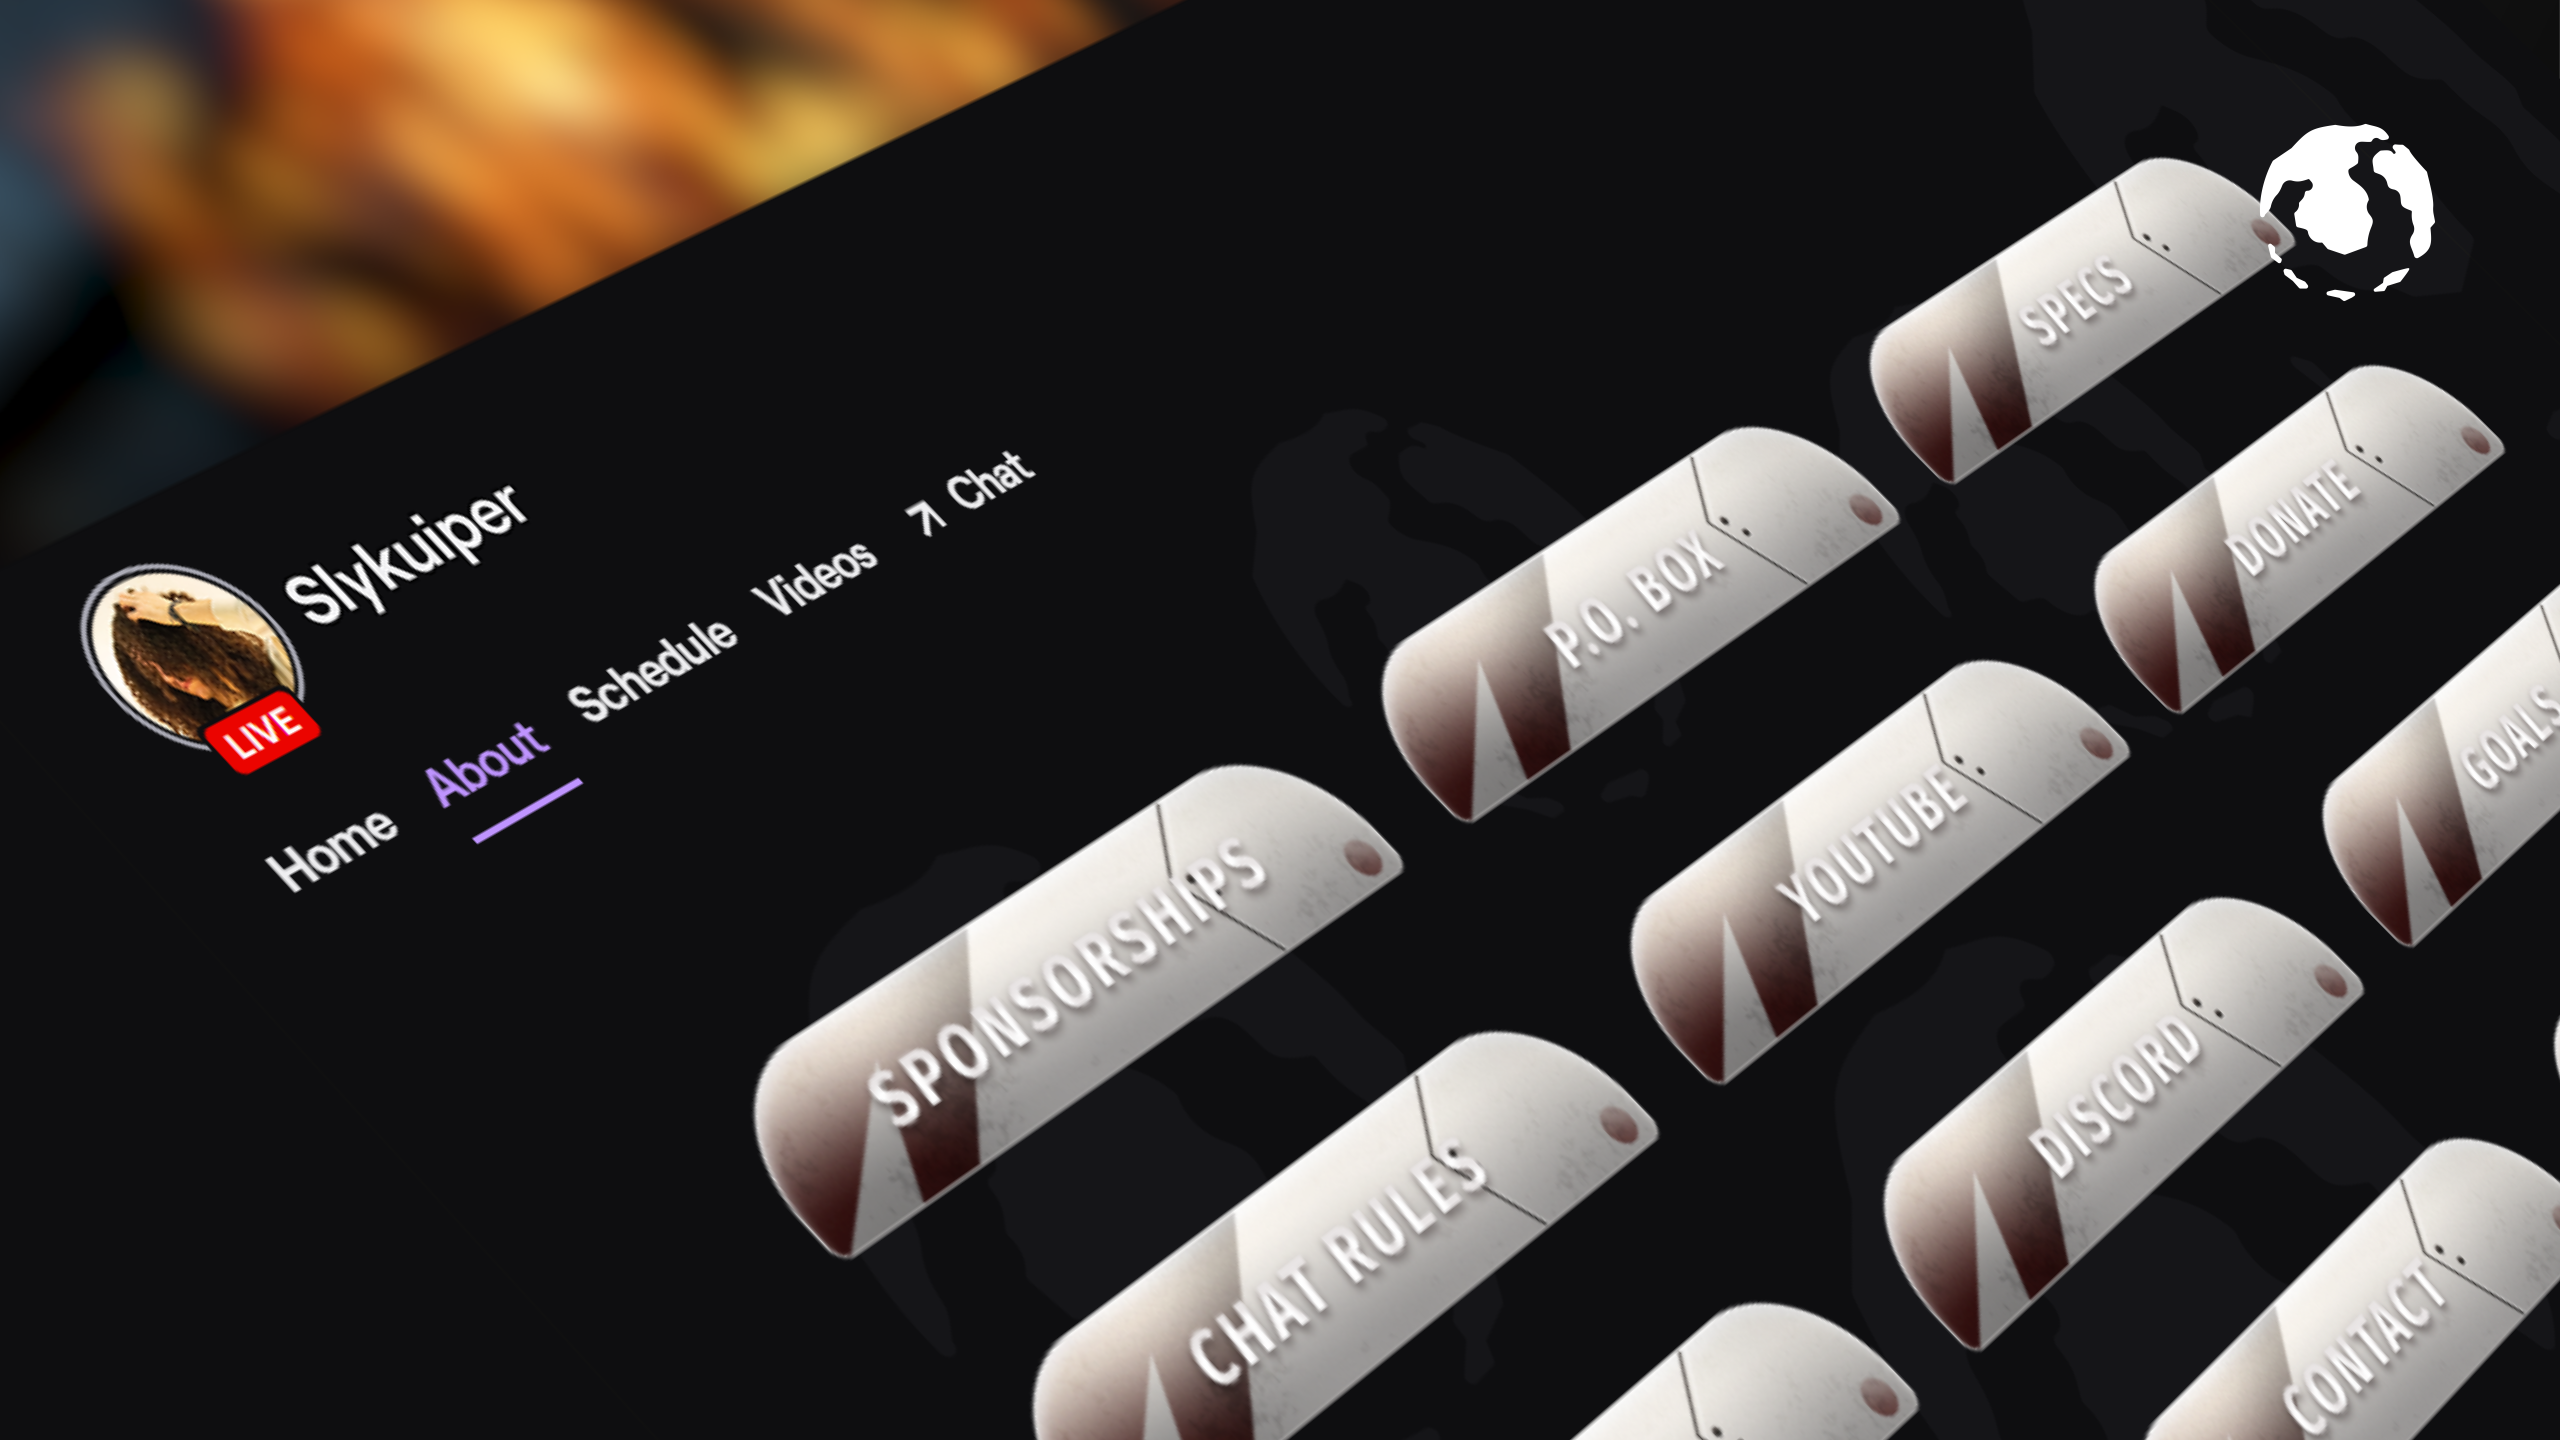 Slykuiper
LIVE
Home About Schedule Videos Chat
SPONSORSHIPS
P.O. BOX
SPECS
CHAT RULES
YOUTUBE
DONATE
DISCORD
GOALS
CONTACT